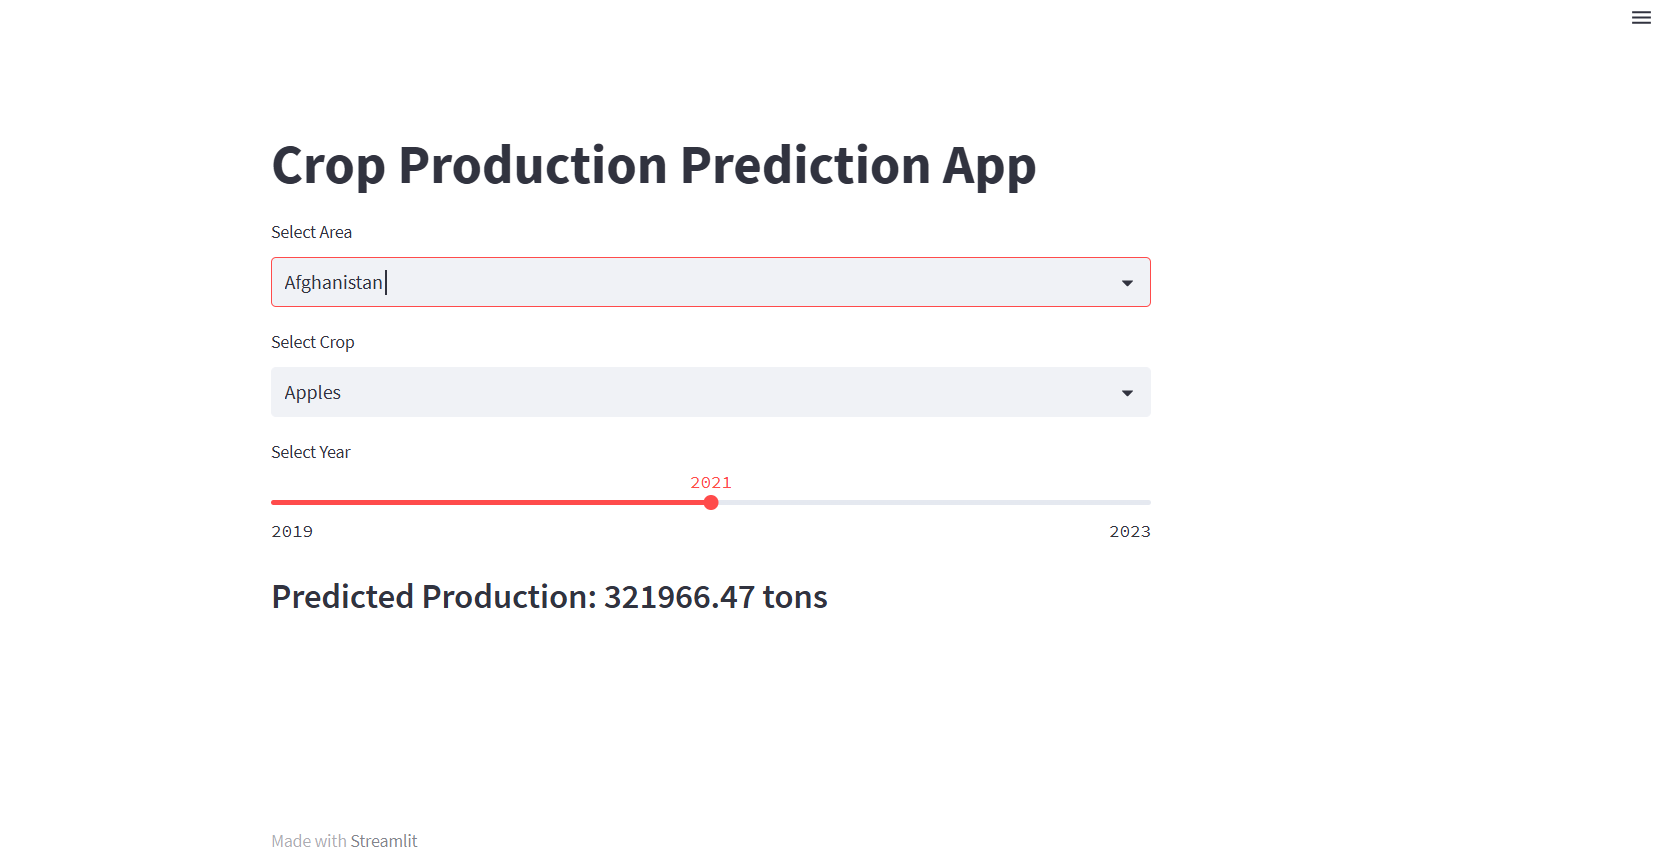 Crop Production Prediction App
Select Area
Afghanistan
Select Crop
Apples
Select Year
2021
2019 2023
Predicted Production: 321966.47 tons
Made with Streamlit